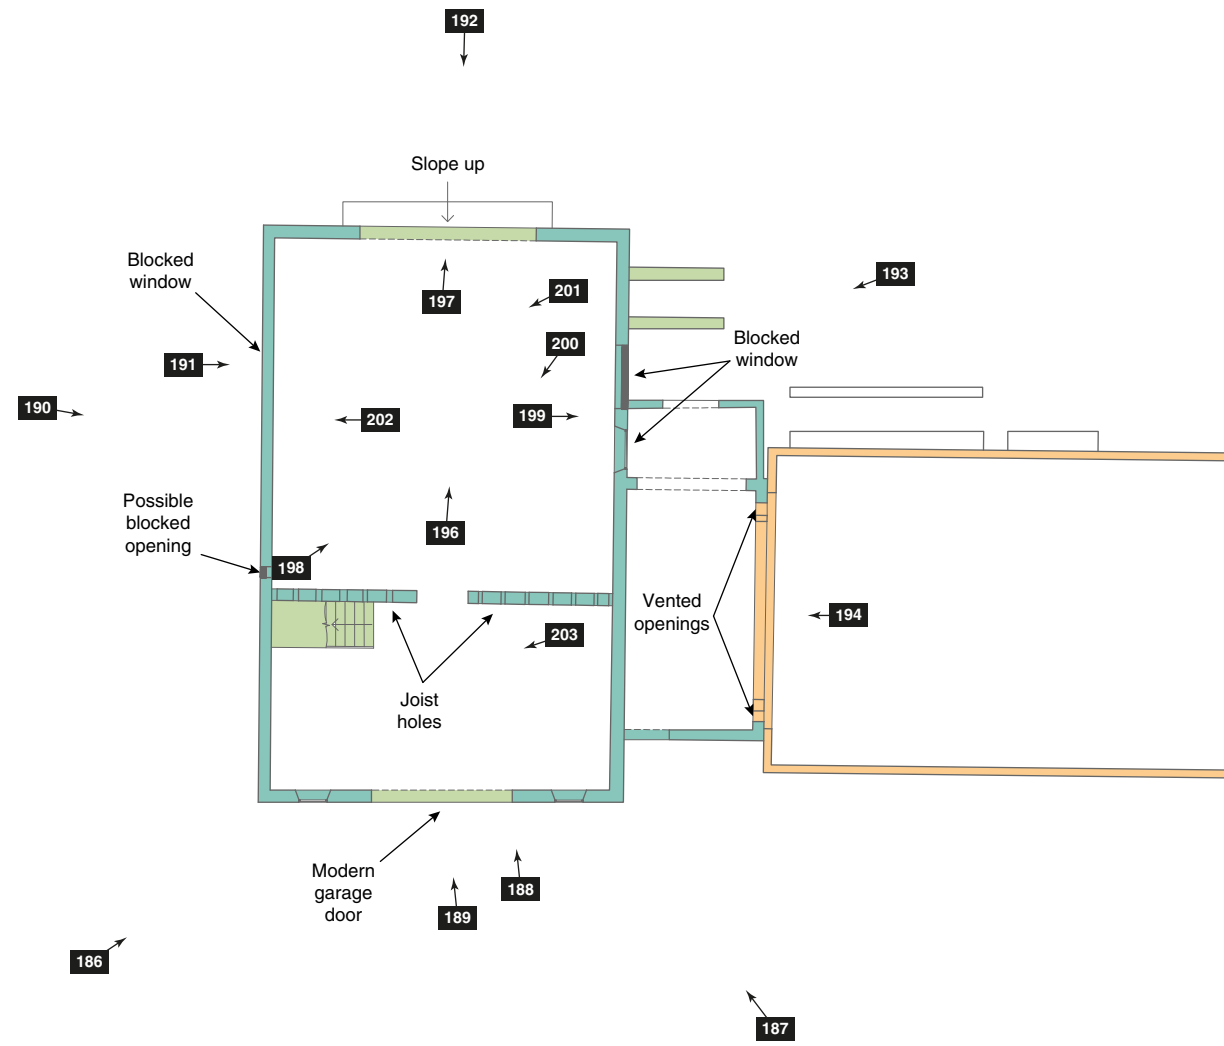 192
Slope up
Blocked
window
193
201
197
200
Blocked
window
191
190
202
199
Possible
blocked
opening
196
198
Vented
openings
194
203
Joist
holes
Modern
garage
door
188
189
186
187